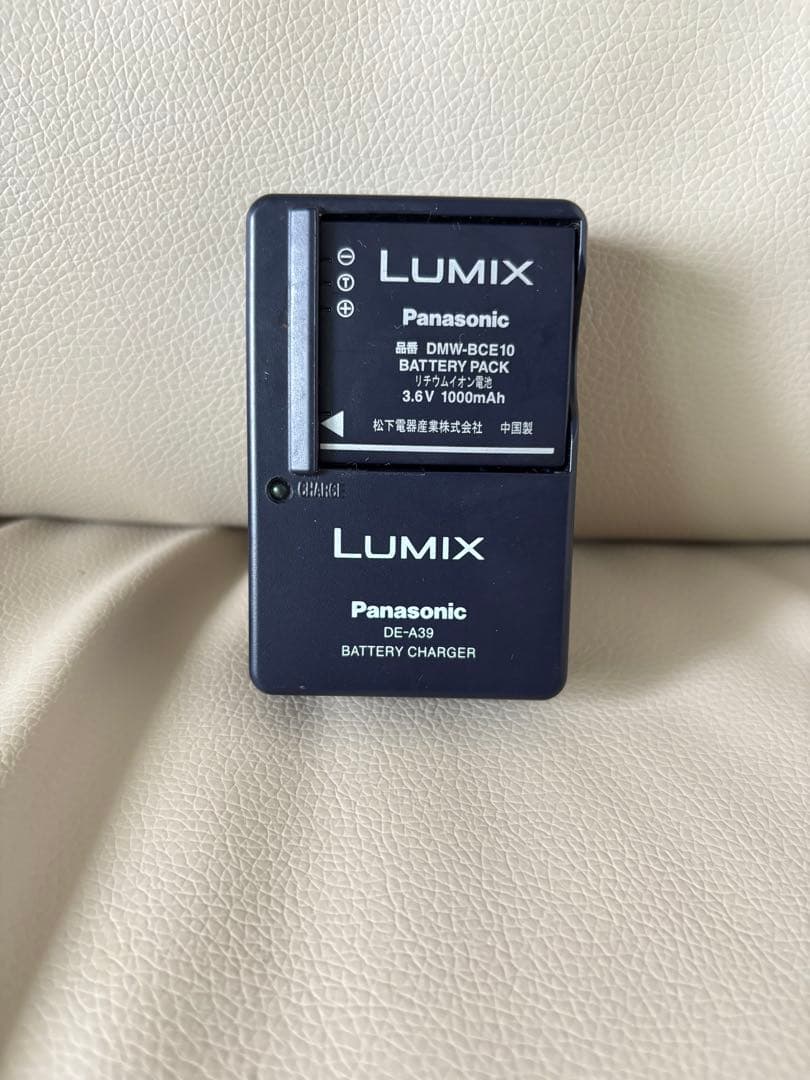 LUMIX
Panasonic
品番 DMW-BCE10
BATTERY PACK
リチウムイオン電池
3.6V 1000mAh
松下電器産業株式会社 中国製
− T +
CHARGE
LUMIX
Panasonic
DE-A39
BATTERY CHARGER